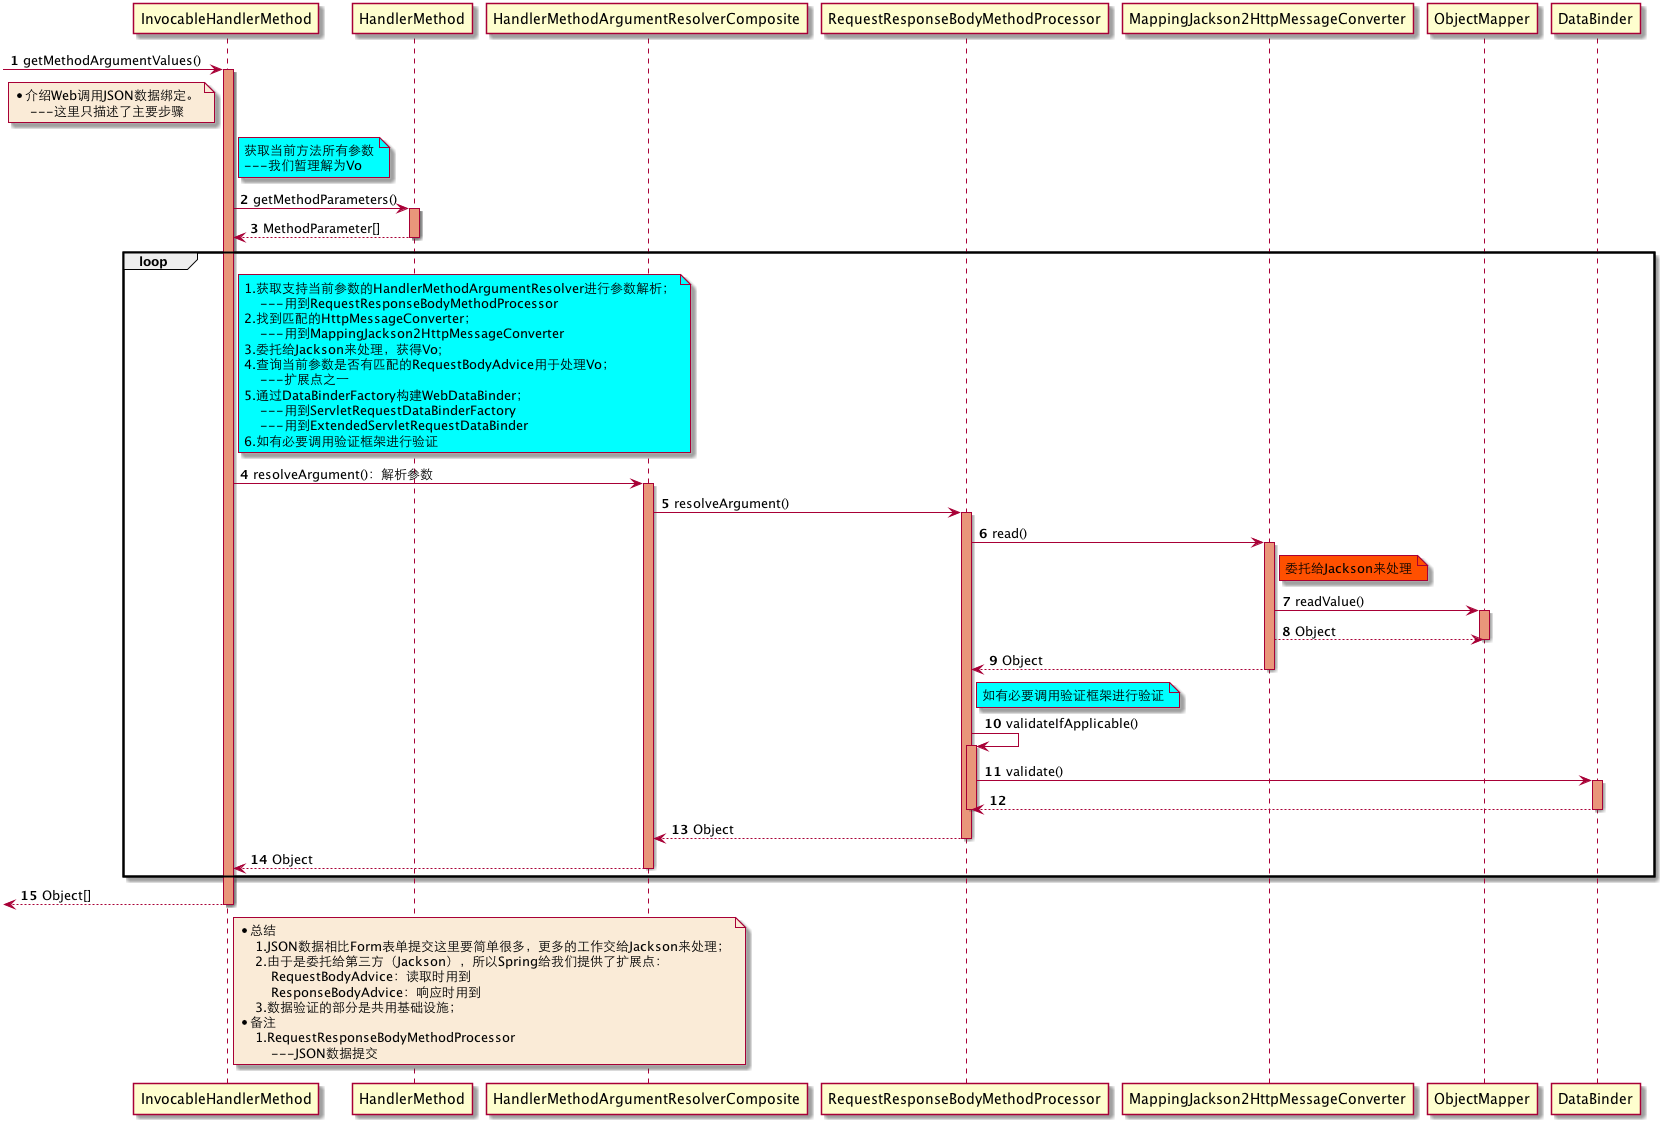 InvocableHandlerMethod
HandlerMethod
HandlerMethodArgumentResolverComposite
RequestResponseBodyMethodProcessor
MappingJackson2HttpMessageConverter
ObjectMapper
DataBinder
1 getMethodArgumentValues()
• 介绍Web调用JSON数据绑定。
---这里只描述了主要步骤
获取当前方法所有参数
---我们暂理解为Vo
2 getMethodParameters()
3 MethodParameter[]
loop
1.获取支持当前参数的HandlerMethodArgumentResolver进行参数解析；
---用到RequestResponseBodyMethodProcessor
2.找到匹配的HttpMessageConverter；
---用到MappingJackson2HttpMessageConverter
3.委托给Jackson来处理，获得Vo;
4.查询当前参数是否有匹配的RequestBodyAdvice用于处理Vo；
---扩展点之一
5.通过DataBinderFactory构建WebDataBinder；
---用到ServletRequestDataBinderFactory
---用到ExtendedServletRequestDataBinder
6.如有必要调用验证框架进行验证
4 resolveArgument()：解析参数
5 resolveArgument()
6 read()
委托给Jackson来处理
7 readValue()
8 Object
9 Object
如有必要调用验证框架进行验证
10 validateIfApplicable()
11 validate()
12
13 Object
14 Object
15 Object[]
• 总结
1.JSON数据相比Form表单提交这里要简单很多，更多的工作交给Jackson来处理；
2.由于是委托给第三方（Jackson），所以Spring给我们提供了扩展点：
RequestBodyAdvice：读取时用到
ResponseBodyAdvice：响应时用到
3.数据验证的部分是共用基础设施；
• 备注
1.RequestResponseBodyMethodProcessor
---JSON数据提交
InvocableHandlerMethod
HandlerMethod
HandlerMethodArgumentResolverComposite
RequestResponseBodyMethodProcessor
MappingJackson2HttpMessageConverter
ObjectMapper
DataBinder